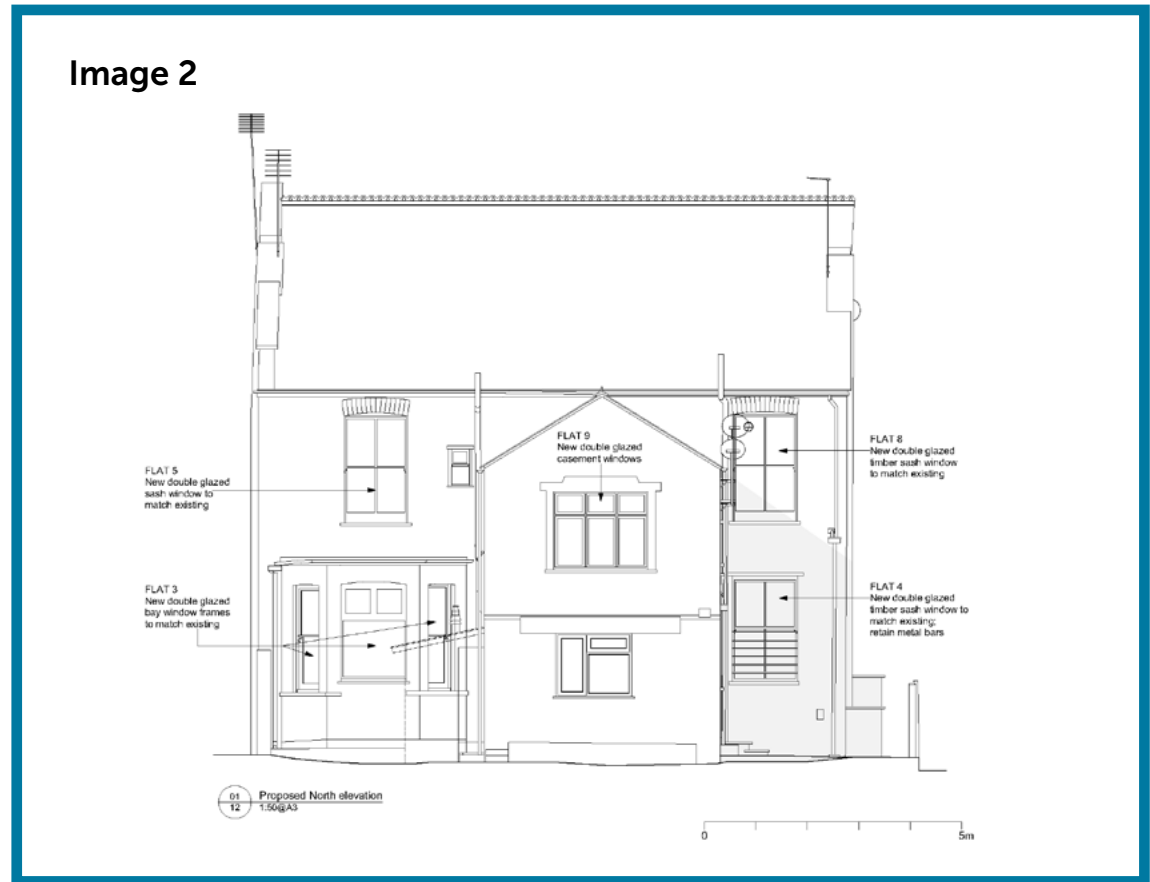 Image 2
FLAT 9
New double glazed
casement windows
FLAT 5
New double glazed
sash window to
match existing
FLAT 8
New double glazed
timber sash window
to match existing
FLAT 3
New double glazed
bay window frames
to match existing
FLAT 4
New double glazed
timber sash window to
match existing;
retain metal bars
01
12
Proposed North elevation
1:50@A3
0
5m